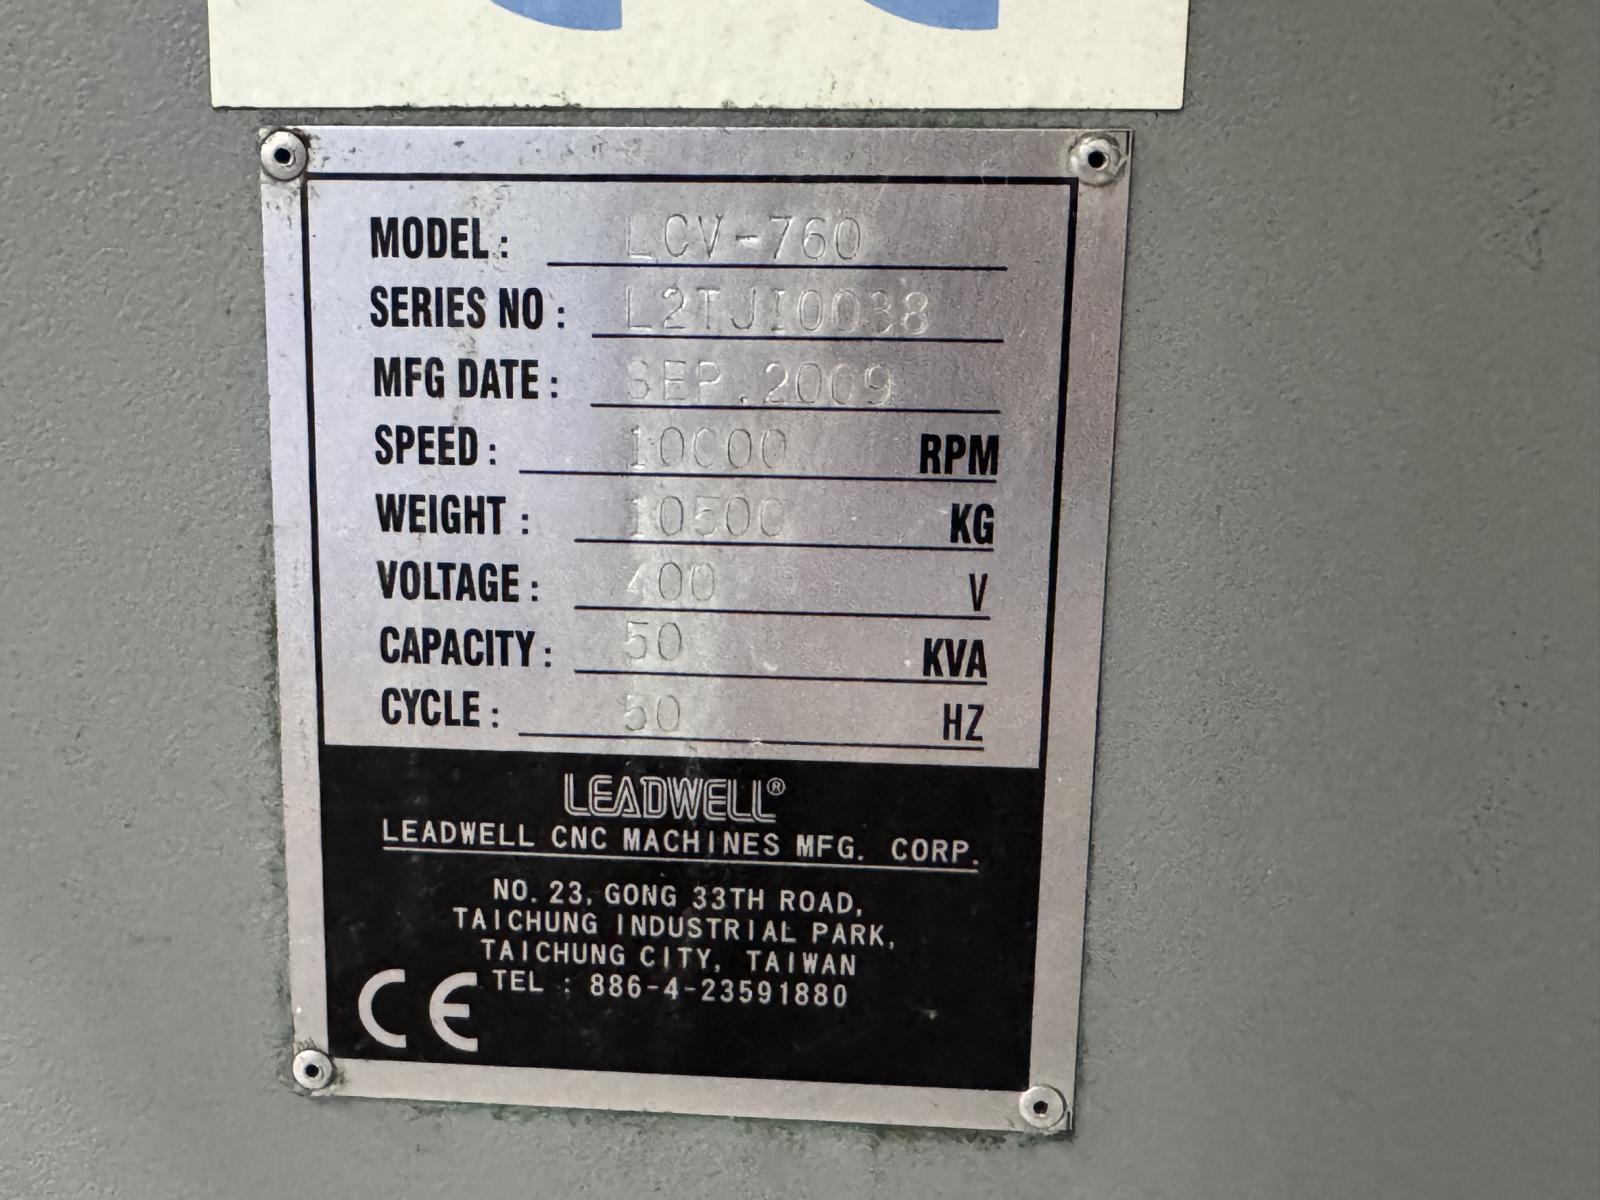 MODEL: LCV-760
SERIES NO: L2TJI0038
MFG DATE: SEP.2009
SPEED: 10000 RPM
WEIGHT: 10500 KG
VOLTAGE: 400 V
CAPACITY: 50 KVA
CYCLE: 50 HZ
LEADWELL®
LEADWELL CNC MACHINES MFG. CORP.
NO. 23, GONG 33TH ROAD,
TAICHUNG INDUSTRIAL PARK,
TAICHUNG CITY, TAIWAN
TEL : 886-4-23591880
CE